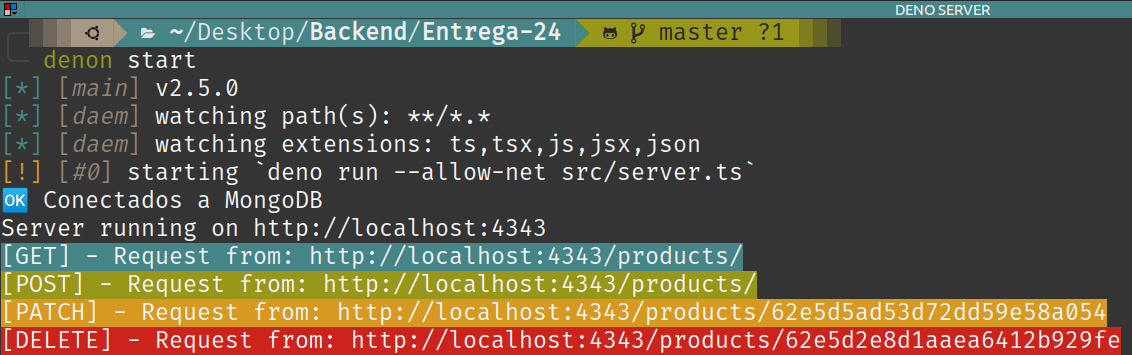 DENO SERVER
~/Desktop/Backend/Entrega-24 master ?1
denon start
[*] [main] v2.5.0
[*] [daem] watching path(s): **/*.*
[*] [daem] watching extensions: ts,tsx,js,jsx,json
[!] [#0] starting `deno run --allow-net src/server.ts`
OK Conectados a MongoDB
Server running on http://localhost:4343
[GET] - Request from: http://localhost:4343/products/
[POST] - Request from: http://localhost:4343/products/
[PATCH] - Request from: http://localhost:4343/products/62e5d5ad53d72dd59e58a054
[DELETE] - Request from: http://localhost:4343/products/62e5d2e8d1aaea6412b929fe